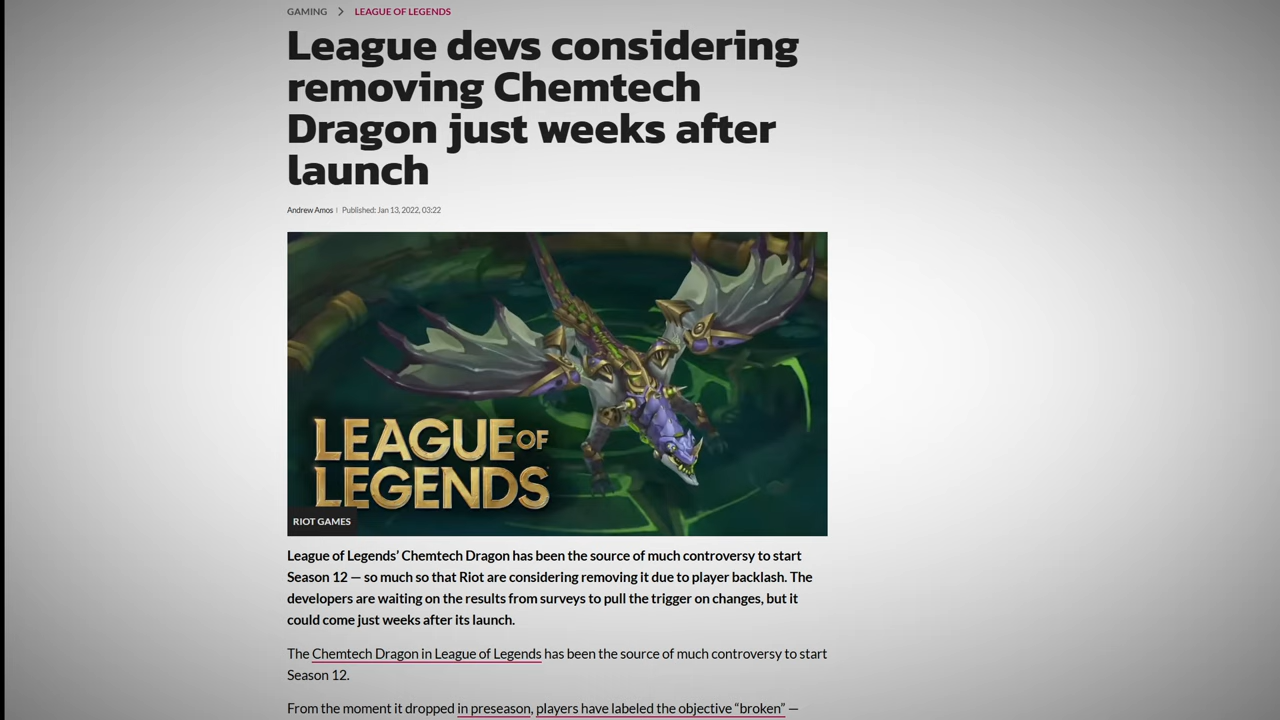 GAMING > LEAGUE OF LEGENDS
League devs considering
removing Chemtech
Dragon just weeks after
launch
Andrew Amos | Published: Jan 13, 2022, 03:22
LEAGUE OF
LEGENDS
RIOT GAMES
League of Legends’ Chemtech Dragon has been the source of much controversy to start
Season 12 — so much so that Riot are considering removing it due to player backlash. The
developers are waiting on the results from surveys to pull the trigger on changes, but it
could come just weeks after its launch.
The Chemtech Dragon in League of Legends has been the source of much controversy to start
Season 12.
From the moment it dropped in preseason, players have labeled the objective “broken” —